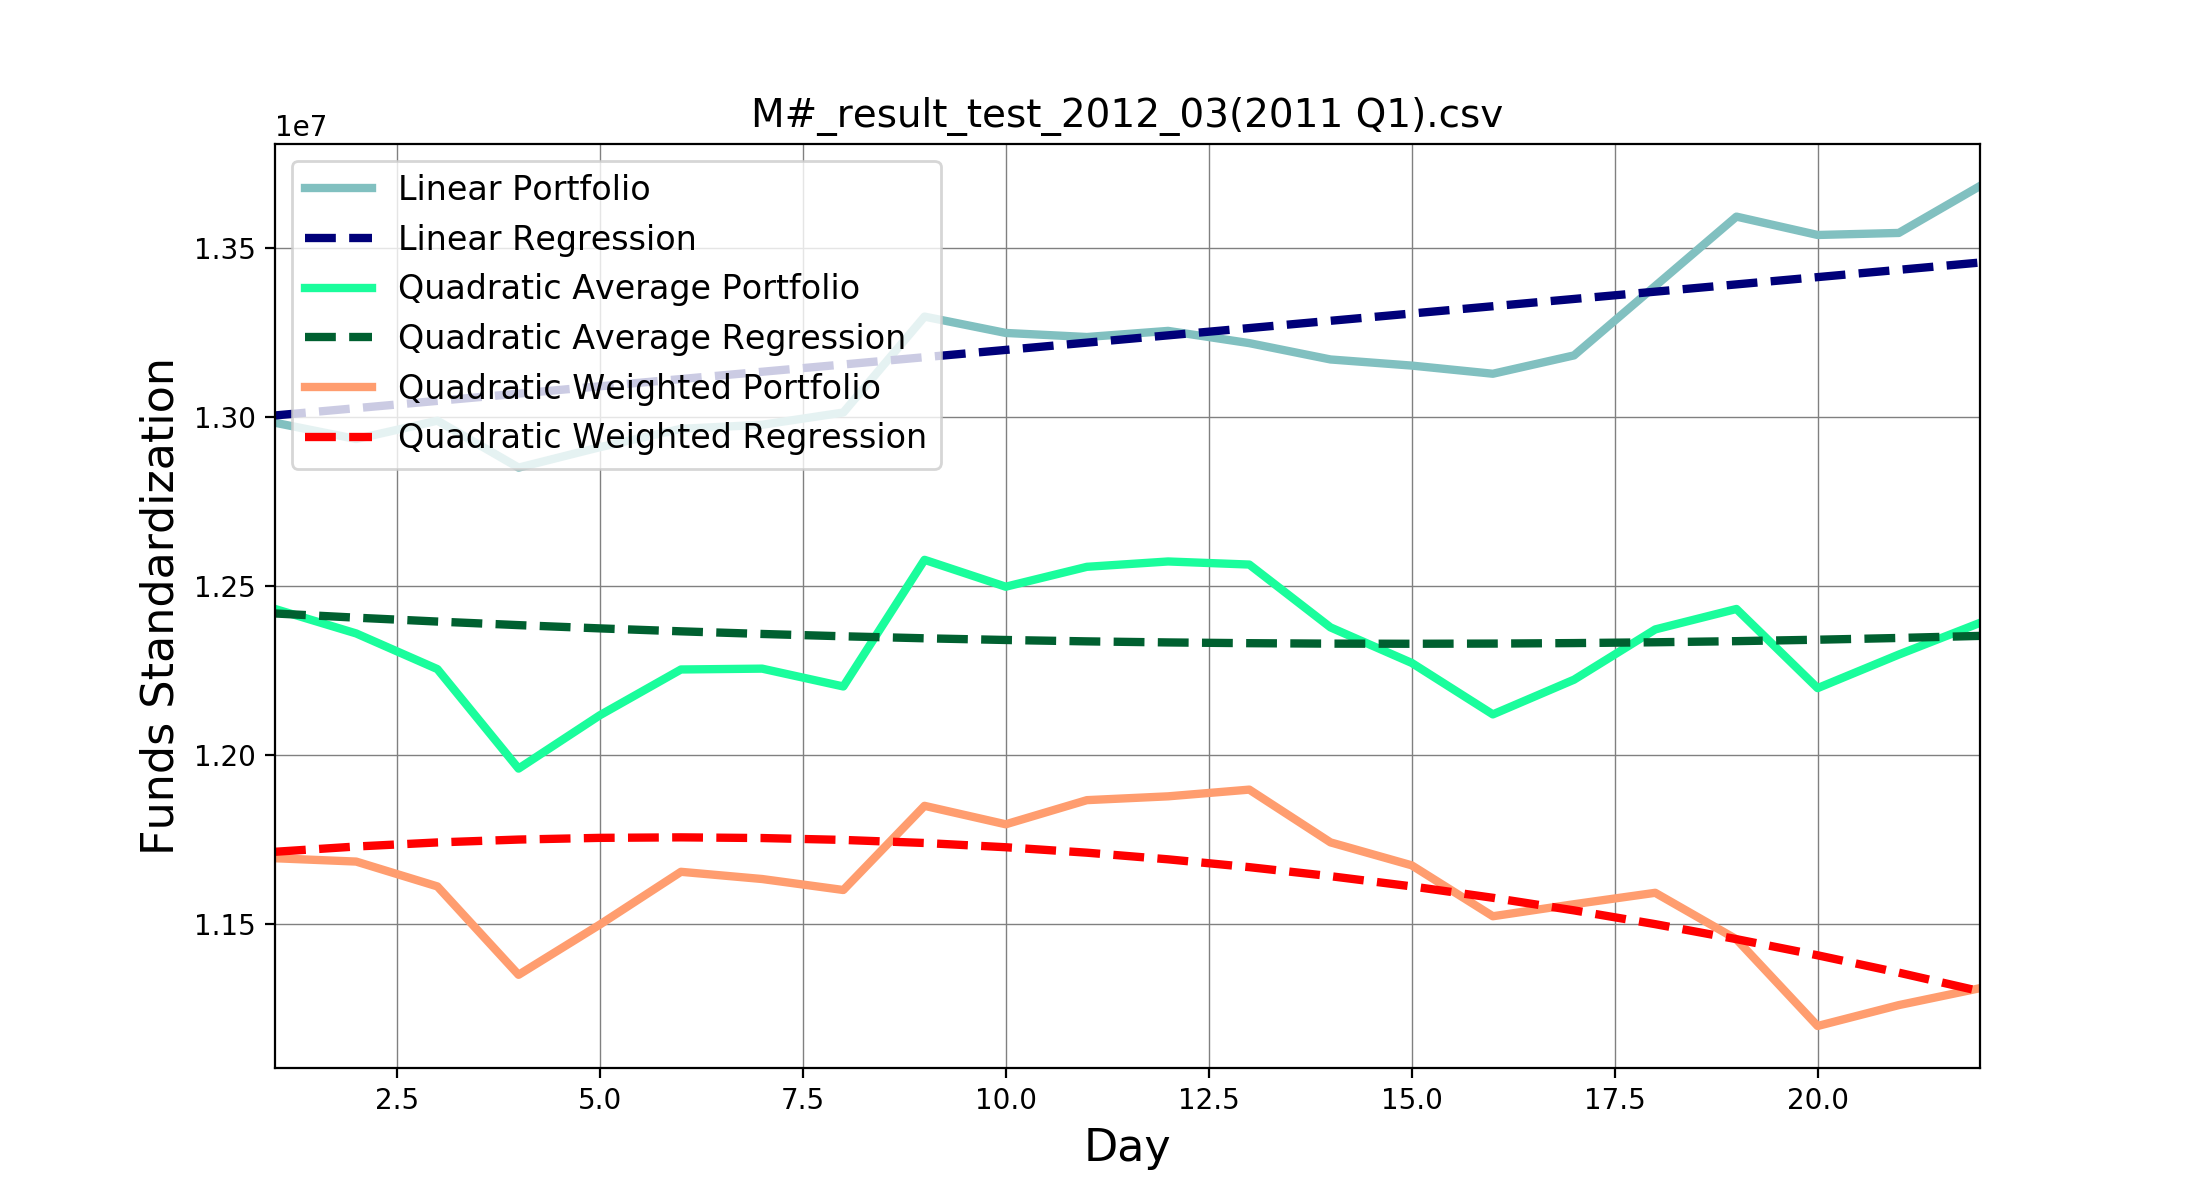 M#_result_test_2012_03(2011 Q1).csv
1e7
Linear Portfolio
Linear Regression
Quadratic Average Portfolio
Quadratic Average Regression
Quadratic Weighted Portfolio
Quadratic Weighted Regression
1.35
1.30
1.25
1.20
1.15
Funds Standardization
2.5 5.0 7.5 10.0 12.5 15.0 17.5 20.0
Day